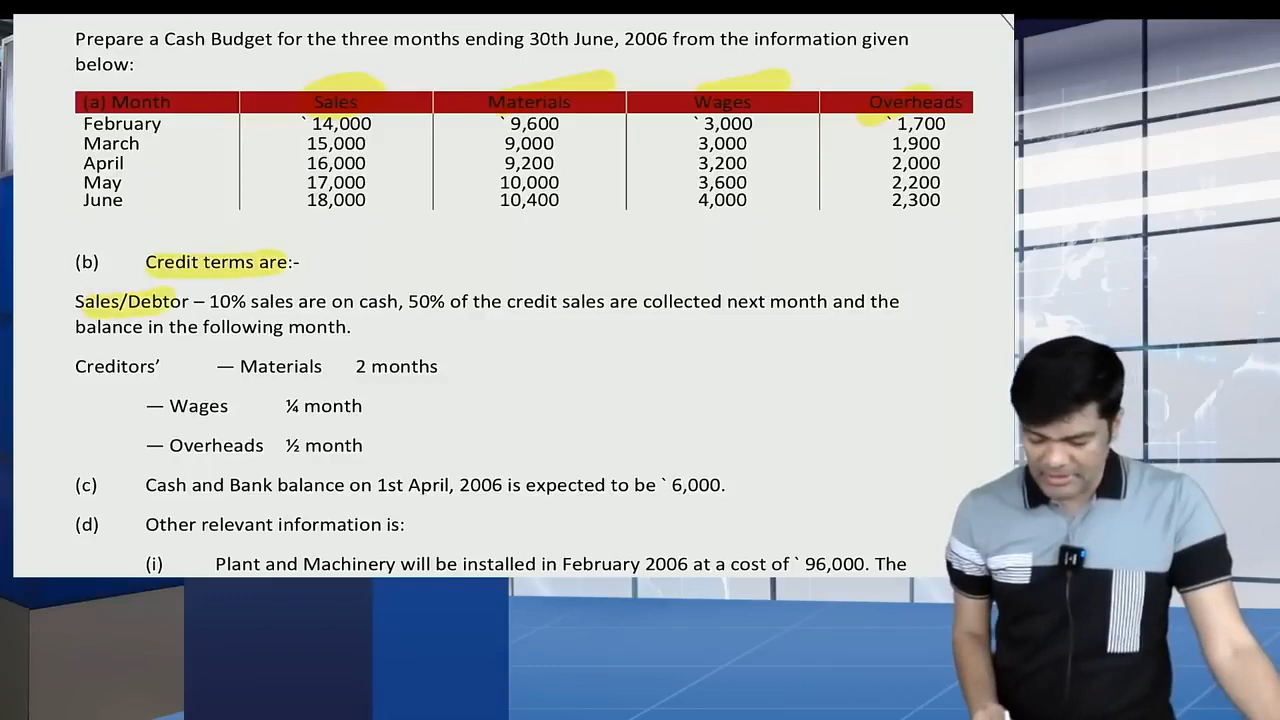 Prepare a Cash Budget for the three months ending 30th June, 2006 from the information given
below:
(a) Month Sales Materials Wages Overheads
February ` 14,000 ` 9,600 ` 3,000 ` 1,700
March 15,000 9,000 3,000 1,900
April 16,000 9,200 3,200 2,000
May 17,000 10,000 3,600 2,200
June 18,000 10,400 4,000 2,300
(b) Credit terms are:-
Sales/Debtor – 10% sales are on cash, 50% of the credit sales are collected next month and the
balance in the following month.
Creditors’ — Materials 2 months
— Wages ¼ month
— Overheads ½ month
(c) Cash and Bank balance on 1st April, 2006 is expected to be ` 6,000.
(d) Other relevant information is:
(i) Plant and Machinery will be installed in February 2006 at a cost of ` 96,000. The